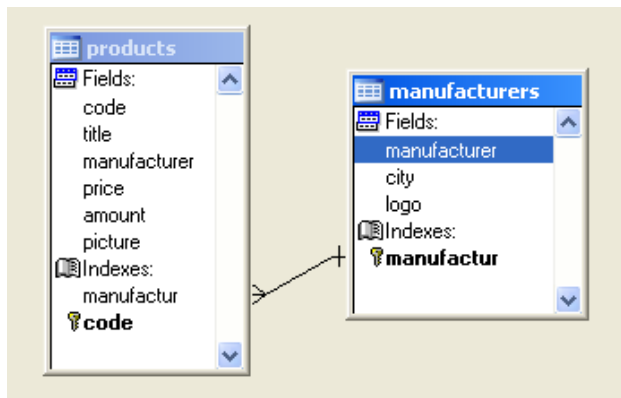 products
Fields:
code
title
manufacturer
price
amount
picture
Indexes:
manufactur
code
manufacturers
Fields:
manufacturer
city
logo
Indexes:
manufactur